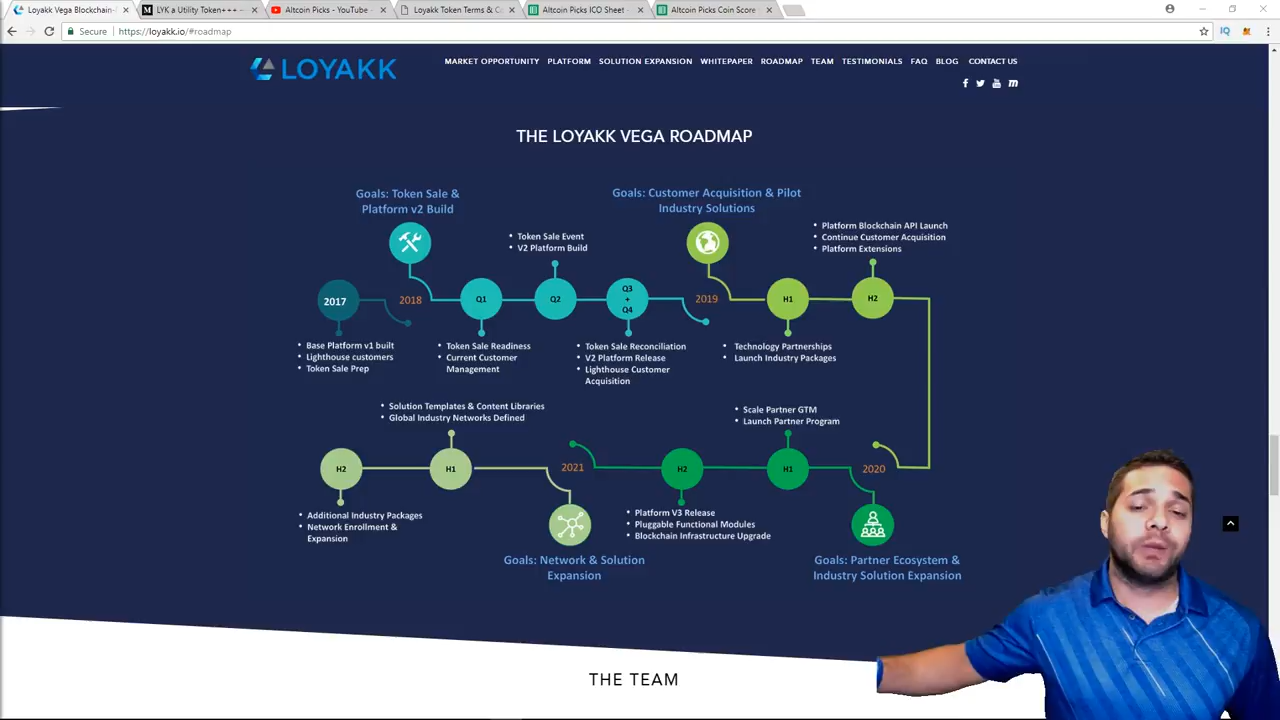 Loyakk Vega Blockchain-
LYK a Utility Token+++ -
Altcoin Picks - YouTube -
Loyakk Token Terms & Co
Altcoin Picks ICO Sheet -
Altcoin Picks Coin Score
Secure
https://loyakk.io/#roadmap
IQ
LOYAKK
MARKET OPPORTUNITY PLATFORM SOLUTION EXPANSION WHITEPAPER ROADMAP TEAM TESTIMONIALS FAQ BLOG CONTACT US
THE LOYAKK VEGA ROADMAP
Goals: Token Sale &
Platform v2 Build
Goals: Customer Acquisition & Pilot
Industry Solutions
• Token Sale Event
• V2 Platform Build
• Platform Blockchain API Launch
• Continue Customer Acquisition
• Platform Extensions
2017
2018
Q1
Q2
Q3
+
Q4
2019
H1
H2
• Base Platform v1 built
• Lighthouse customers
• Token Sale Prep
• Token Sale Readiness
• Current Customer
Management
• Token Sale Reconciliation
• V2 Platform Release
• Lighthouse Customer
Acquisition
• Technology Partnerships
• Launch Industry Packages
• Solution Templates & Content Libraries
• Global Industry Networks Defined
• Scale Partner GTM
• Launch Partner Program
H2
H1
2021
H2
H1
2020
• Additional Industry Packages
• Network Enrollment &
Expansion
• Platform V3 Release
• Pluggable Functional Modules
• Blockchain Infrastructure Upgrade
Goals: Network & Solution
Expansion
Goals: Partner Ecosystem &
Industry Solution Expansion
THE TEAM